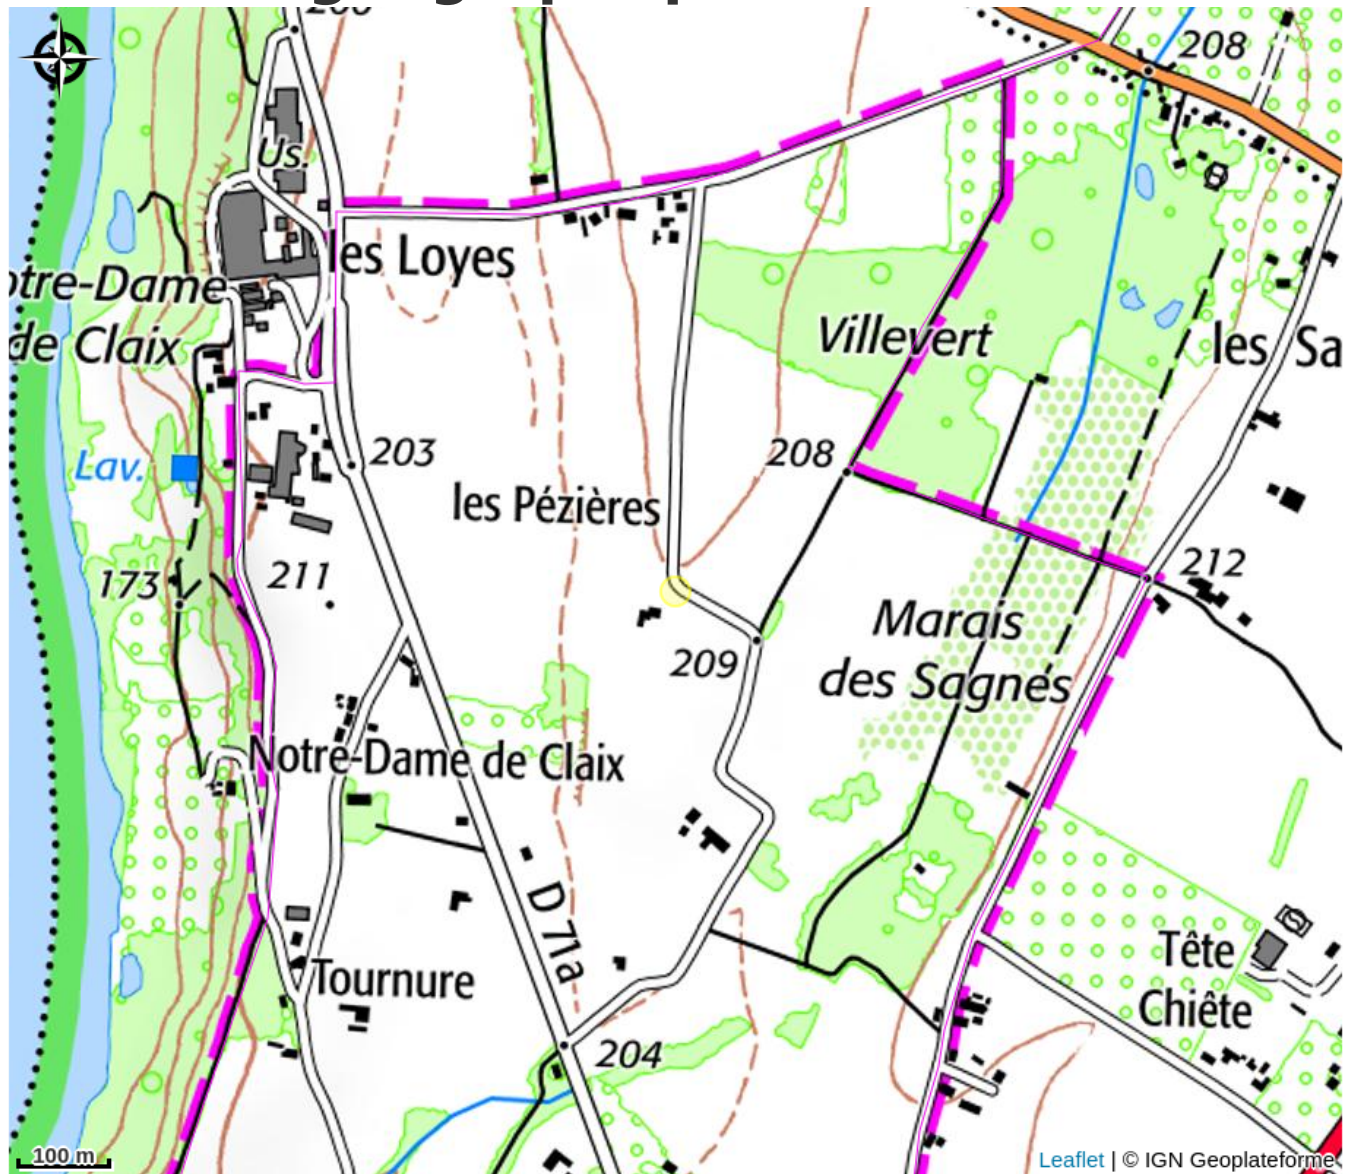 208
Us.
les Loyes
otre-Dame
de Claix
Villevert
les Sa
203
208
Lav.
les Pézières
212
173
211
Marais
des Sagnes
209
Notre-Dame de Claix
D 71a
Tête
Chiête
Tournure
204
100 m
Leaflet | © IGN Geoplateforme